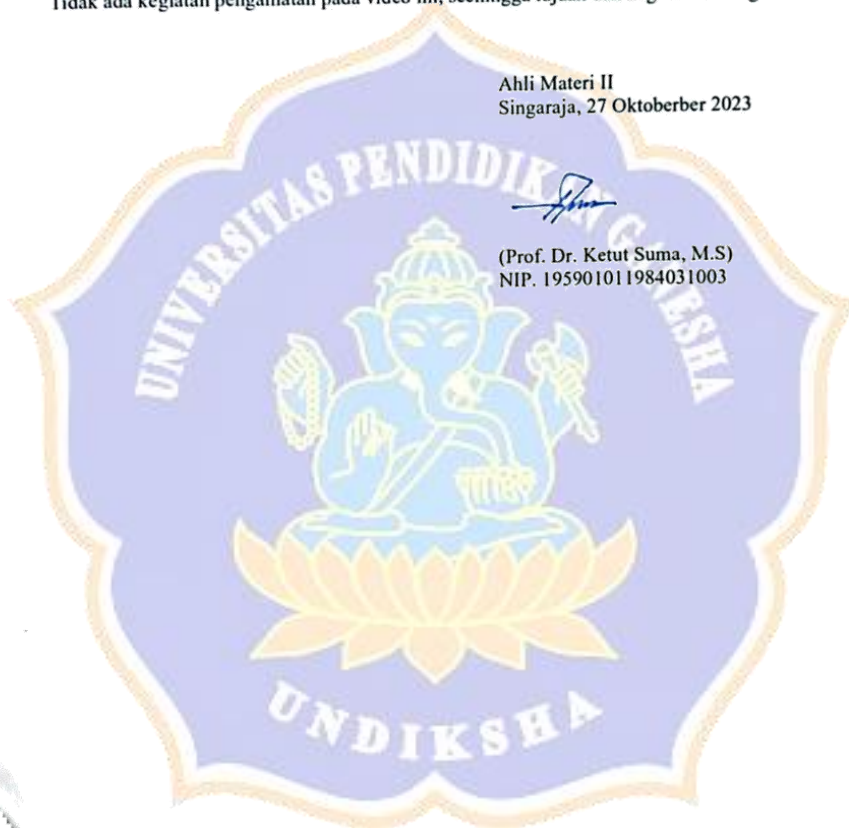 Tidak ada kegiatan pengamatan pada video ini,
Ahli Materi II
Singaraja, 27 Oktoberber 2023
UNIVERSITAS PENDIDIKAN GANESHA
(Prof. Dr. Ketut Suma, M.S)
NIP. 195901011984031003
UNDIKSHA